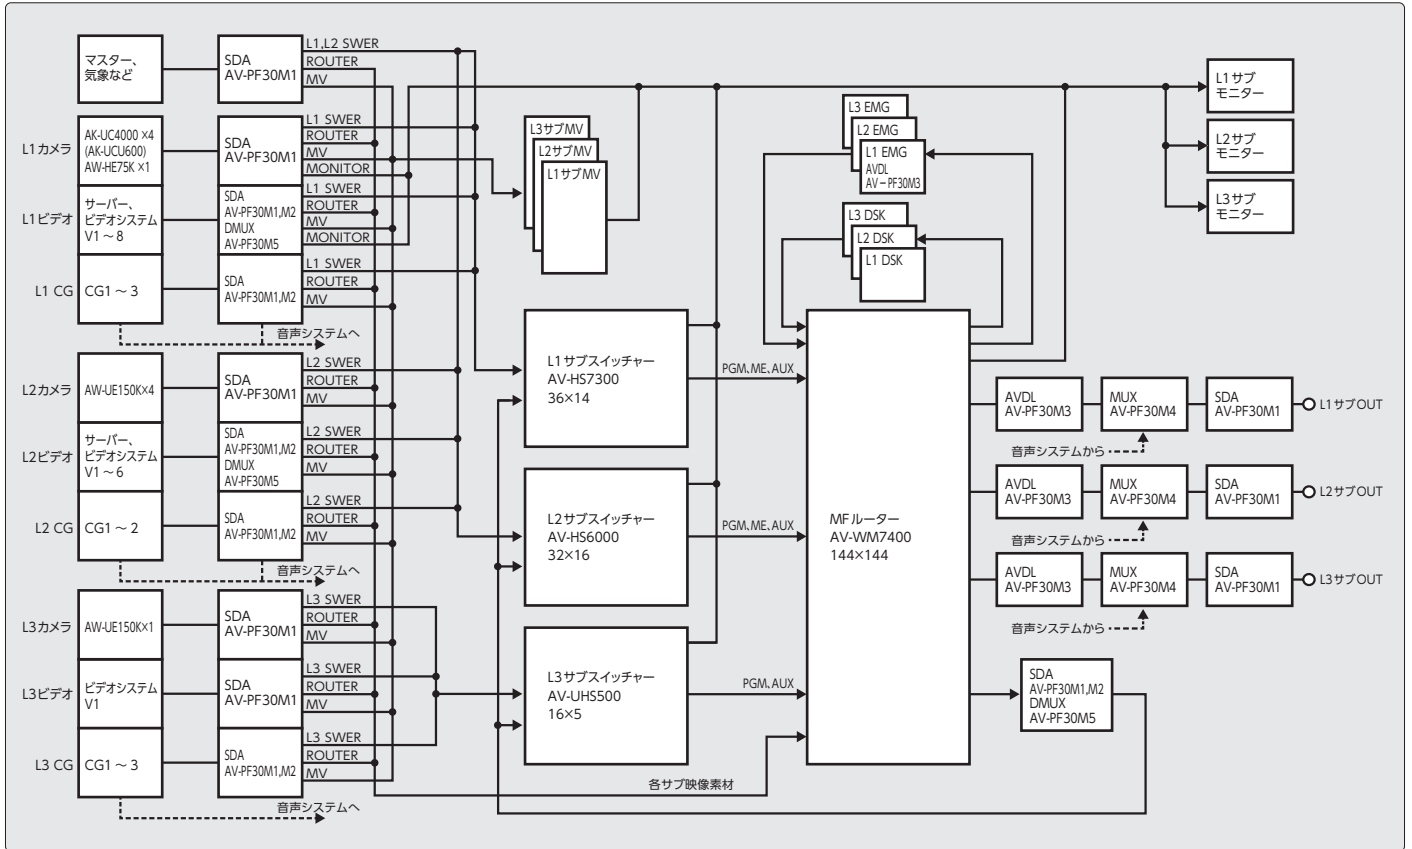 マスター、
気象など
SDA
AV-PF30M1
L1,L2 SWER
ROUTER
MV
L1カメラ
AK-UC4000 ×4
(AK-UCU600)
AW-HE75K ×1
SDA
AV-PF30M1
L1 SWER
ROUTER
MV
MONITOR
L1ビデオ
サーバー、
ビデオシステム
V1～8
SDA
AV-PF30M1,M2
DMUX
AV-PF30M5
L1 SWER
ROUTER
MV
MONITOR
L1 CG
CG1～3
SDA
AV-PF30M1,M2
L1 SWER
ROUTER
MV
音声システムへ
L2カメラ
AW-UE150K×4
SDA
AV-PF30M1
L2 SWER
ROUTER
MV
L2ビデオ
サーバー、
ビデオシステム
V1～6
SDA
AV-PF30M1,M2
DMUX
AV-PF30M5
L2 SWER
ROUTER
MV
L2 CG
CG1～2
SDA
AV-PF30M1,M2
L2 SWER
ROUTER
MV
音声システムへ
L3カメラ
AW-UE150K×1
SDA
AV-PF30M1
L3 SWER
ROUTER
MV
L3ビデオ
ビデオシステム
V1
SDA
AV-PF30M1
L3 SWER
ROUTER
MV
L3 CG
CG1～3
SDA
AV-PF30M1,M2
L3 SWER
ROUTER
MV
音声システムへ
L3サブMV
L2サブMV
L1サブMV
L1サブスイッチャー
AV-HS7300
36×14
PGM、ME、AUX
L2サブスイッチャー
AV-HS6000
32×16
PGM、ME、AUX
L3サブスイッチャー
AV-UHS500
16×5
PGM、AUX
各サブ映像素材
L3 EMG
L2 EMG
L1 EMG
AVDL
AV－PF30M3
L3 DSK
L2 DSK
L1 DSK
MFルーター
AV-WM7400
144×144
L1サブ
モニター
L2サブ
モニター
L3サブ
モニター
AVDL
AV-PF30M3
MUX
AV-PF30M4
SDA
AV-PF30M1
L1サブOUT
音声システムから
AVDL
AV-PF30M3
MUX
AV-PF30M4
SDA
AV-PF30M1
L2サブOUT
音声システムから
AVDL
AV-PF30M3
MUX
AV-PF30M4
SDA
AV-PF30M1
L3サブOUT
音声システムから
SDA
AV-PF30M1,M2
DMUX
AV-PF30M5